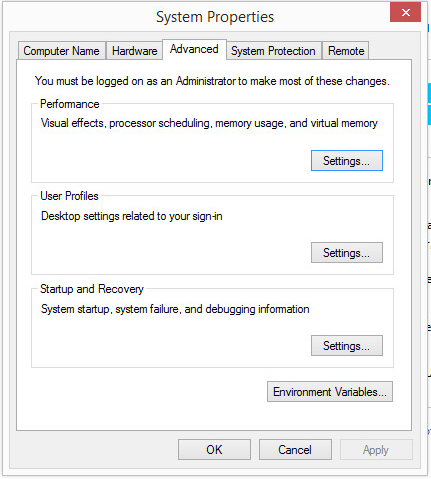 System Properties
Computer Name Hardware Advanced System Protection Remote
You must be logged on as an Administrator to make most of these changes.
Performance
Visual effects, processor scheduling, memory usage, and virtual memory
Settings...
User Profiles
Desktop settings related to your sign-in
Settings...
Startup and Recovery
System startup, system failure, and debugging information
Settings...
Environment Variables...
OK Cancel Apply